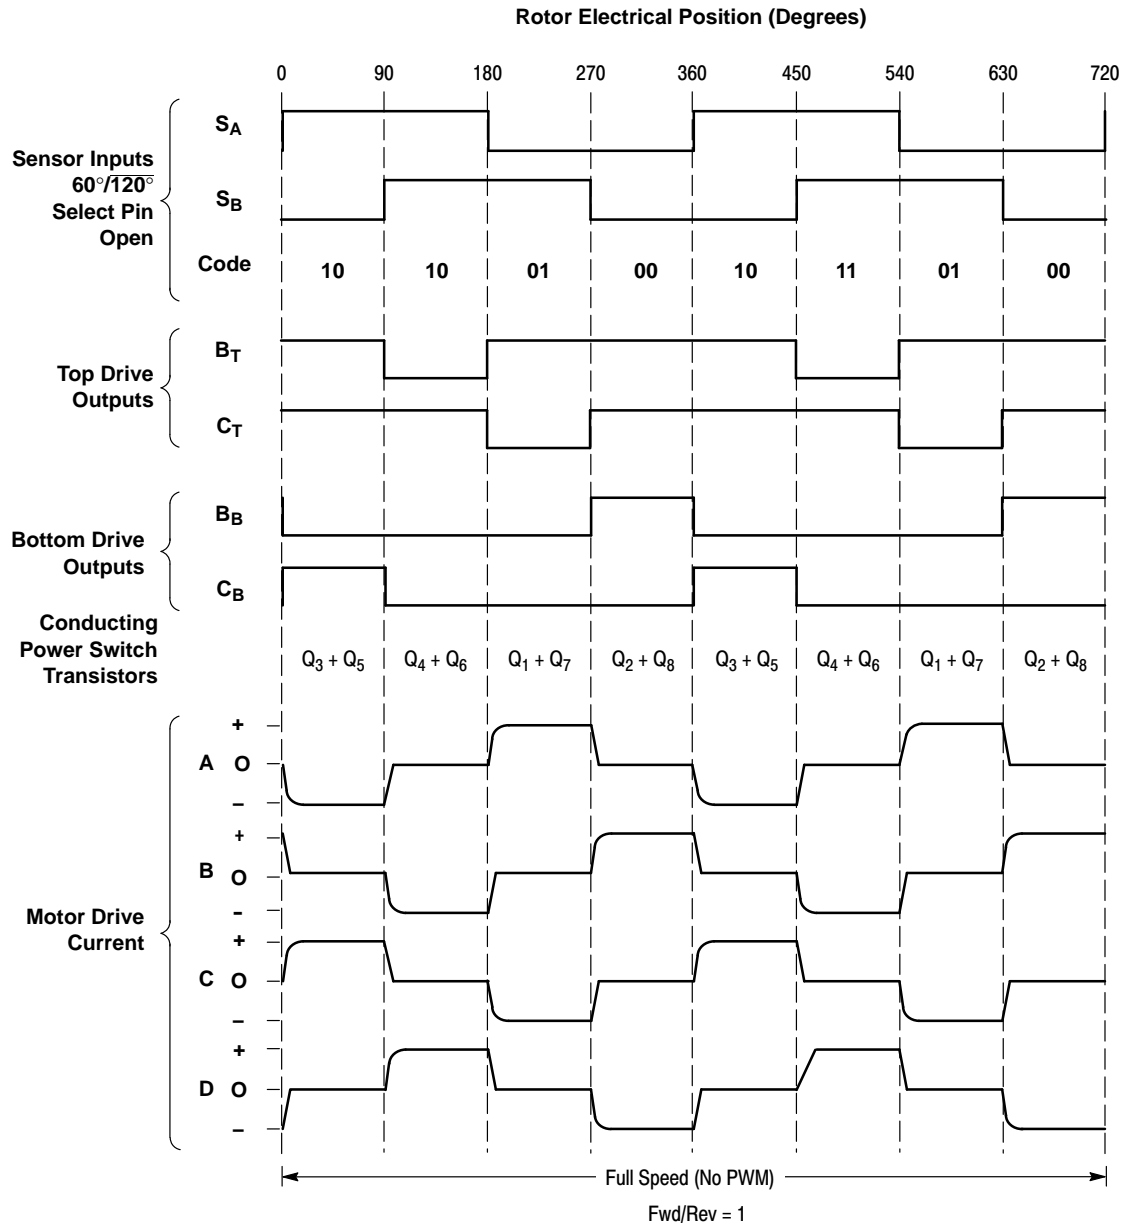 Rotor Electrical Position (Degrees)
0 90 180 270 360 450 540 630 720
Sensor Inputs
60°/120°
Select Pin
Open
SA
SB
Code 10 10 01 00 10 11 01 00
Top Drive
Outputs
BT
CT
Bottom Drive
Outputs
BB
CB
Conducting
Power Switch
Transistors
Q3 + Q5 Q4 + Q6 Q1 + Q7 Q2 + Q8 Q3 + Q5 Q4 + Q6 Q1 + Q7 Q2 + Q8
Motor Drive
Current
+
A O
–
+
B O
–
+
C O
–
+
D O
–
Full Speed (No PWM)
Fwd/Rev = 1